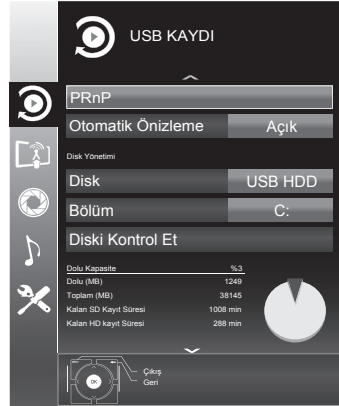 USB KAYDI
PRnP
Otomatik Önizleme Açık
Disk Yönetimi
Disk USB HDD
Bölüm C:
Diski Kontrol Et
Dolu Kapasite %3
Dolu (MB) 1249
Toplam (MB) 38145
Kalan SD Kayıt Süresi 1008 min
Kalan HD kayıt Süresi 288 min
Çıkış
Geri
OK